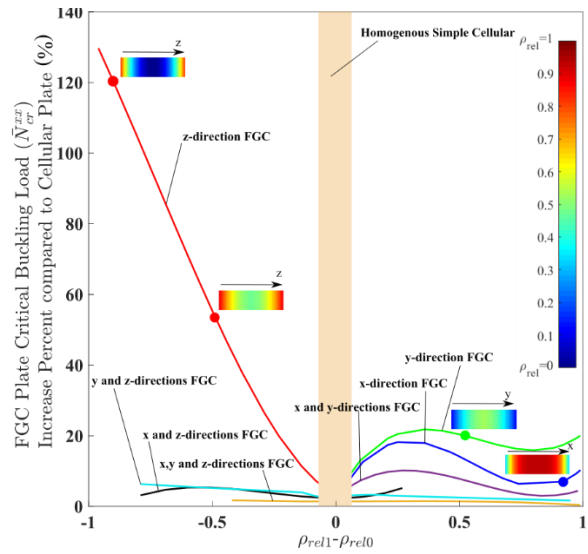 FGC Plate Critical Buckling Load (N̄ˣˣcr)
Increase Percent compared to Cellular Plate (%)
140
120
100
80
60
40
20
0
-1
-0.5
0
0.5
1
ρrel1-ρrel0
Homogenous Simple Cellular
z
z-direction FGC
z
y and z-directions FGC
x and z-directions FGC
x,y and z-directions FGC
y-direction FGC
x-direction FGC
x and y-directions FGC
y
x
ρrel=1
1
0.9
0.8
0.7
0.6
0.5
0.4
0.3
0.2
0.1
0
ρrel=0